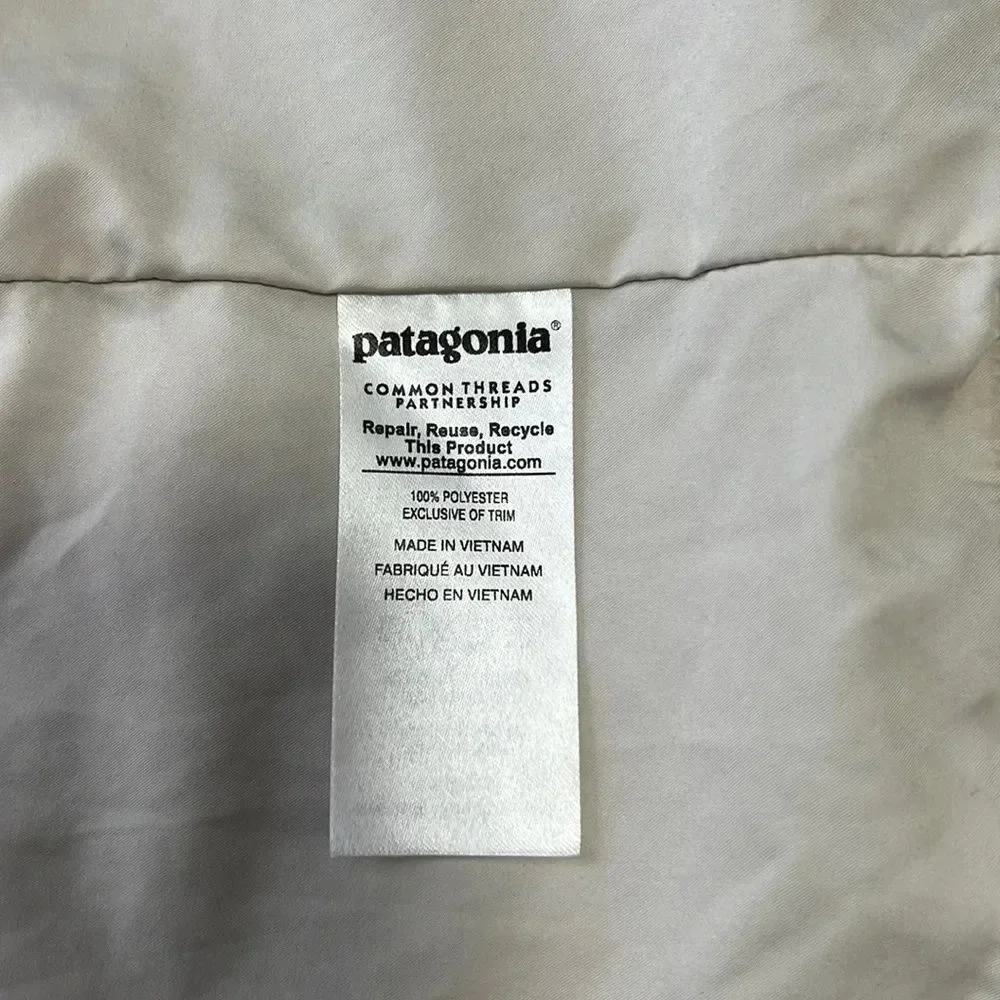 patagonia®
COMMON THREADS
PARTNERSHIP
Repair, Reuse, Recycle
This Product
www.patagonia.com
100% POLYESTER
EXCLUSIVE OF TRIM
MADE IN VIETNAM
FABRIQUÉ AU VIETNAM
HECHO EN VIETNAM